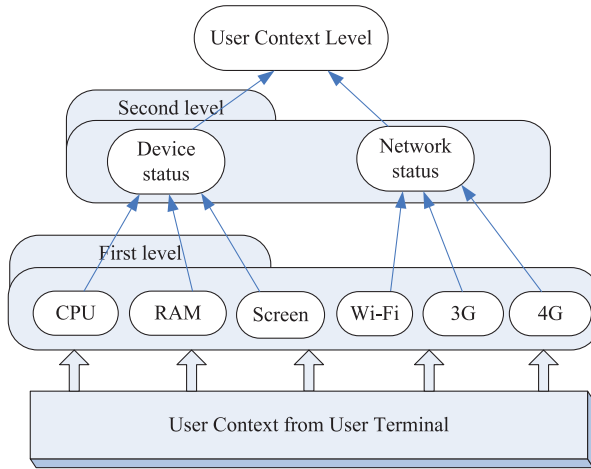 User Context Level
Second level
Device
status
Network
status
First level
CPU
RAM
Screen
Wi-Fi
3G
4G
User Context from User Terminal